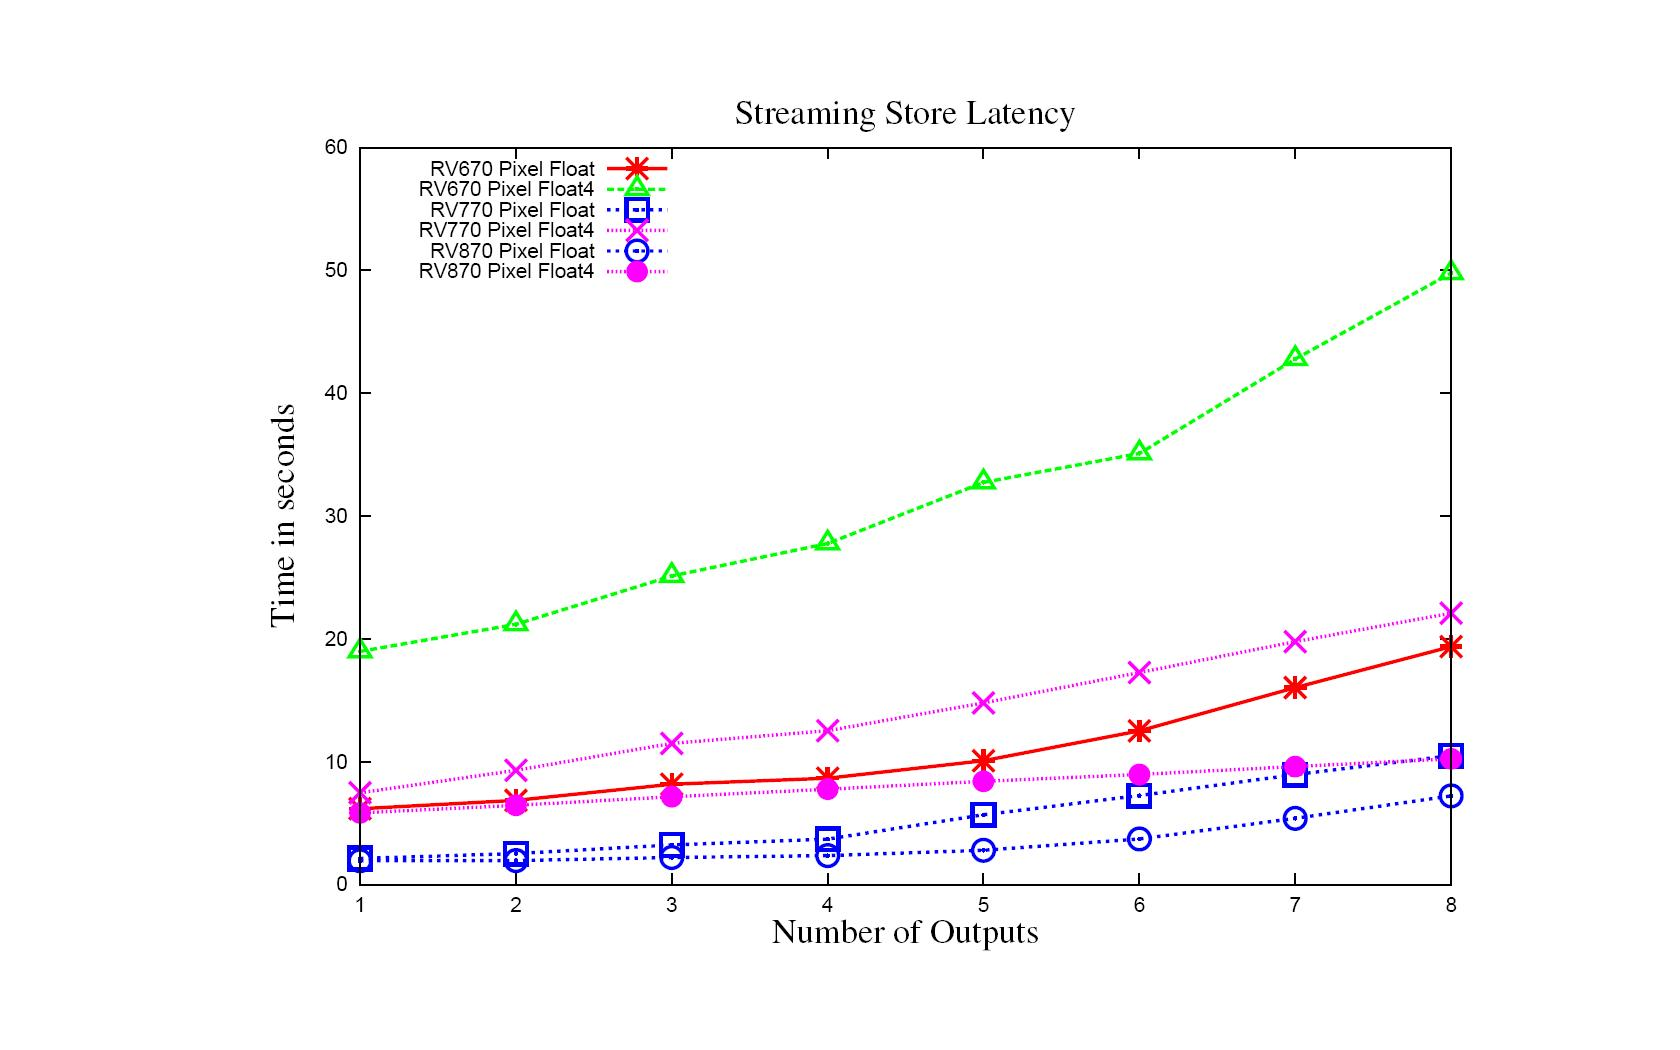 Streaming Store Latency
60
50
40
30
20
10
0
Time in seconds
RV670 Pixel Float
RV670 Pixel Float4
RV770 Pixel Float
RV770 Pixel Float4
RV870 Pixel Float
RV870 Pixel Float4
1 2 3 4 5 6 7 8
Number of Outputs